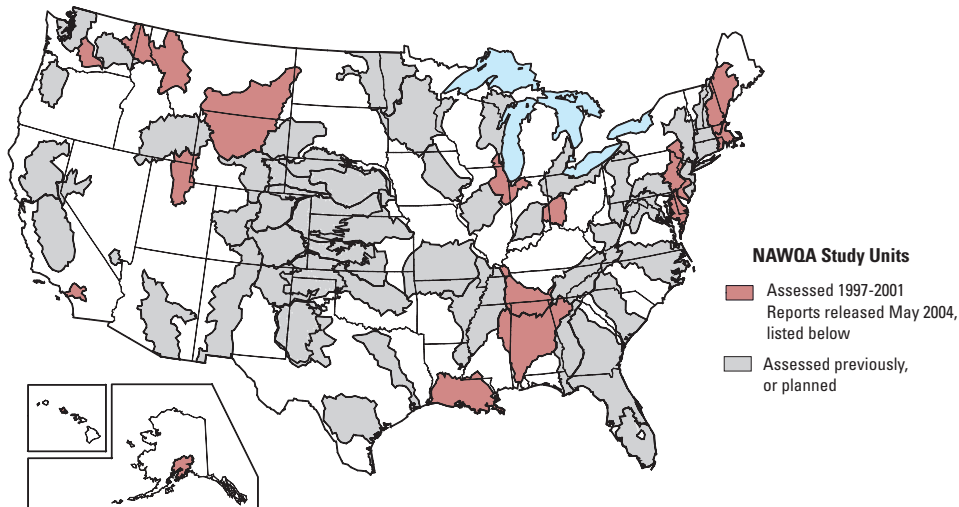 NAWQA Study Units
Assessed 1997-2001
Reports released May 2004,
listed below
Assessed previously,
or planned